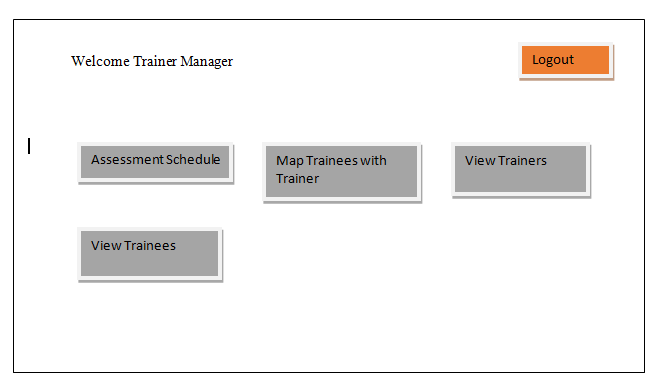 Welcome Trainer Manager
Logout
Assessment Schedule
Map Trainees with
Trainer
View Trainers
View Trainees